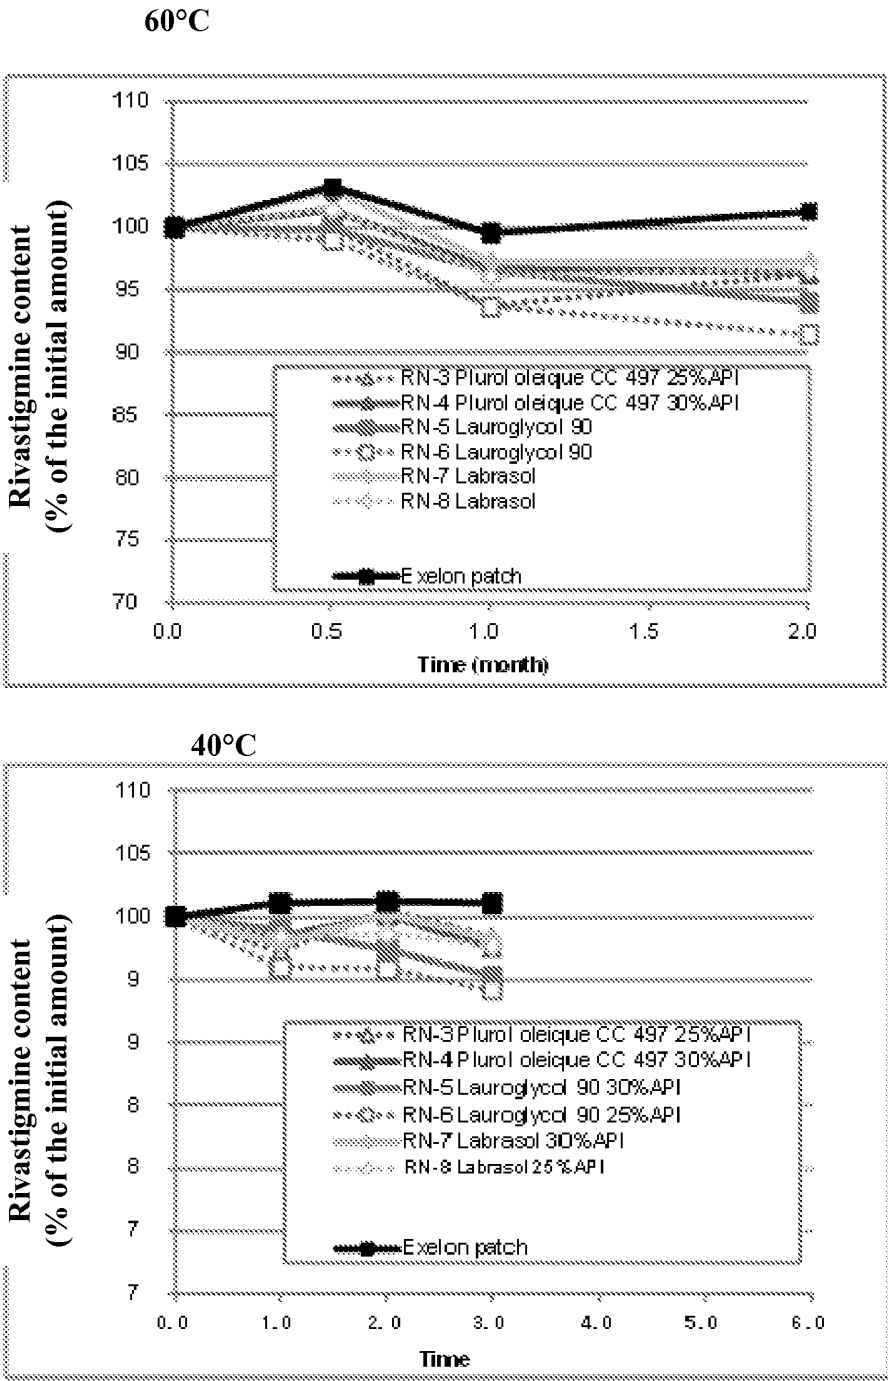 60°C
Rivastigmine content
(% of the initial amount)
110
105
100
95
90
85
80
75
70
RN-3 Plurol oleique CC 497 25%API
RN-4 Plurol oleique CC 497 30%API
RN-5 Lauroglycol 90
RN-6 Lauroglycol 90
RN-7 Labrasol
RN-8 Labrasol
Exelon patch
0.0 0.5 1.0 1.5 2.0
Time (month)
40°C
Rivastigmine content
(% of the initial amount)
110
105
100
9
9
8
8
7
7
RN-3 Plurol oleique CC 497 25%API
RN-4 Plurol oleique CC 497 30%API
RN-5 Lauroglycol 90 30%API
RN-6 Lauroglycol 90 25%API
RN-7 Labrasol 30%API
RN-8 Labrasol 25%API
Exelon patch
0.0 1.0 2.0 3.0 4.0 5.0 6.0
Time